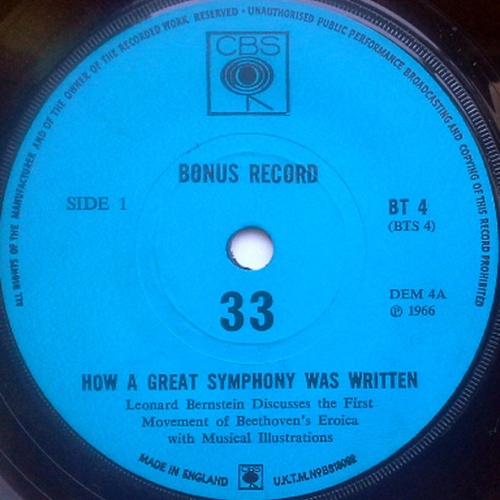 ALL RIGHTS OF THE MANUFACTURER AND OF THE OWNER OF THE RECORDED WORK RESERVED · UNAUTHORISED PUBLIC PERFORMANCE BROADCASTING AND COPYING OF THIS RECORD PROHIBITED
CBS
BONUS RECORD
SIDE 1
BT 4
(BTS 4)
33
DEM 4A
℗ 1966
HOW A GREAT SYMPHONY WAS WRITTEN
Leonard Bernstein Discusses the First
Movement of Beethoven's Eroica
with Musical Illustrations
MADE IN ENGLAND
U.K.T.M.